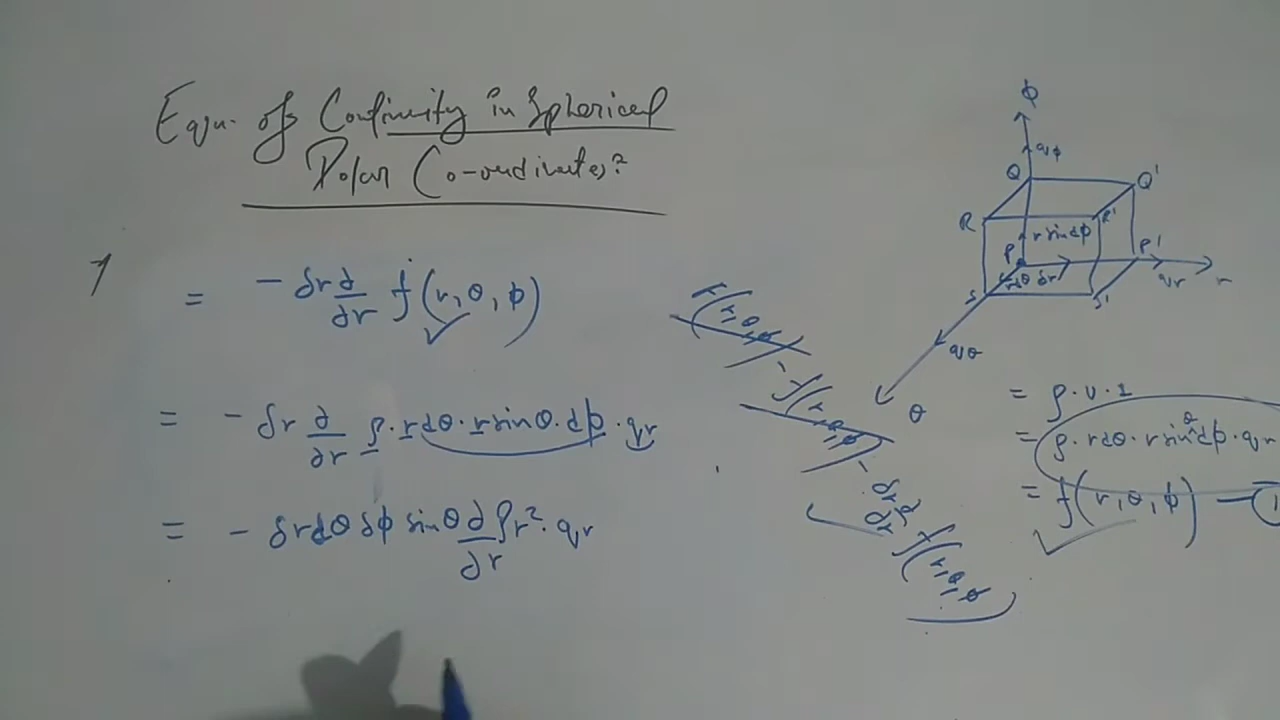 Equn. of Continuity in Spherical
Polar Co-ordinates?
= - δr ∂/∂r f(r, θ, φ)
= - δr ∂/∂r ρ. rdθ. r sinθ. dφ. qr
= - δr dθ δφ sinθ ∂/∂r ρr². qr
φ
qφ
Q
Q'
R
R'
r sin dφ
P
P'
rdθ
δr
qr
r
S
S'
qθ
θ
= ρ. v. 1
= ρ. rdθ. r sinθ dφ. qr
= f(r, θ, φ) — 1
f(r, θ, φ)
- f(r, θ, φ)
- δr ∂/∂r f(r, θ, φ)